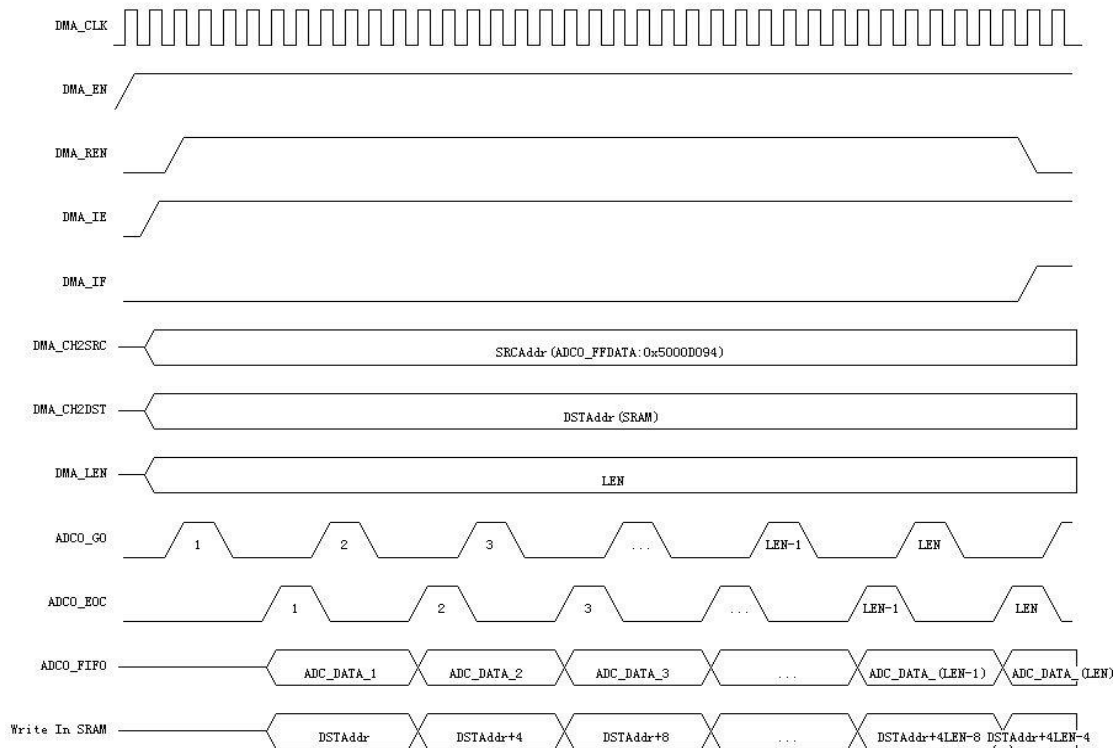 DMA_CLK
DMA_EN
DMA_REN
DMA_IE
DMA_IF
DMA_CH2SRC SRCAddr(ADC0_FFDATA:0x5000D094)
DMA_CH2DST DSTAddr(SRAM)
DMA_LEN LEN
ADC0_GO 1 2 3 ... LEN-1 LEN
ADC0_EOC 1 2 3 ... LEN-1 LEN
ADC0_FIFO ADC_DATA_1 ADC_DATA_2 ADC_DATA_3 ... ADC_DATA_(LEN-1) ADC_DATA_(LEN)
Write In SRAM DSTAddr DSTAddr+4 DSTAddr+8 ... DSTAddr+4LEN-8 DSTAddr+4LEN-4